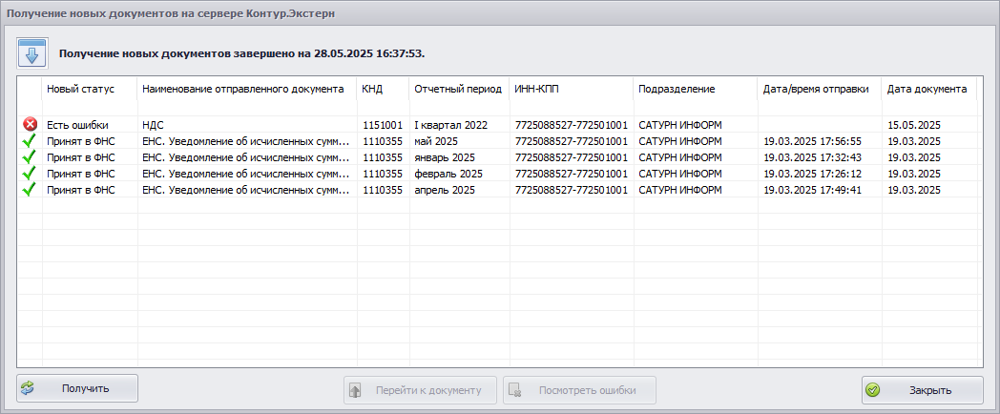 Получение новых документов на сервере Контур.Экстерн
Получение новых документов завершено на 28.05.2025 16:37:53.
Новый статус Наименование отправленного документа КНД Отчетный период ИНН-КПП Подразделение Дата/время отправки Дата документа
Есть ошибки НДС 1151001 I квартал 2022 7725088527-772501001 САТУРН ИНФОРМ 15.05.2025
Принят в ФНС ЕНС. Уведомление об исчисленных сумм... 1110355 май 2025 7725088527-772501001 САТУРН ИНФОРМ 19.03.2025 17:56:55 19.03.2025
Принят в ФНС ЕНС. Уведомление об исчисленных сумм... 1110355 январь 2025 7725088527-772501001 САТУРН ИНФОРМ 19.03.2025 17:32:43 19.03.2025
Принят в ФНС ЕНС. Уведомление об исчисленных сумм... 1110355 февраль 2025 7725088527-772501001 САТУРН ИНФОРМ 19.03.2025 17:26:12 19.03.2025
Принят в ФНС ЕНС. Уведомление об исчисленных сумм... 1110355 апрель 2025 7725088527-772501001 САТУРН ИНФОРМ 19.03.2025 17:49:41 19.03.2025
Получить Перейти к документу Посмотреть ошибки Закрыть